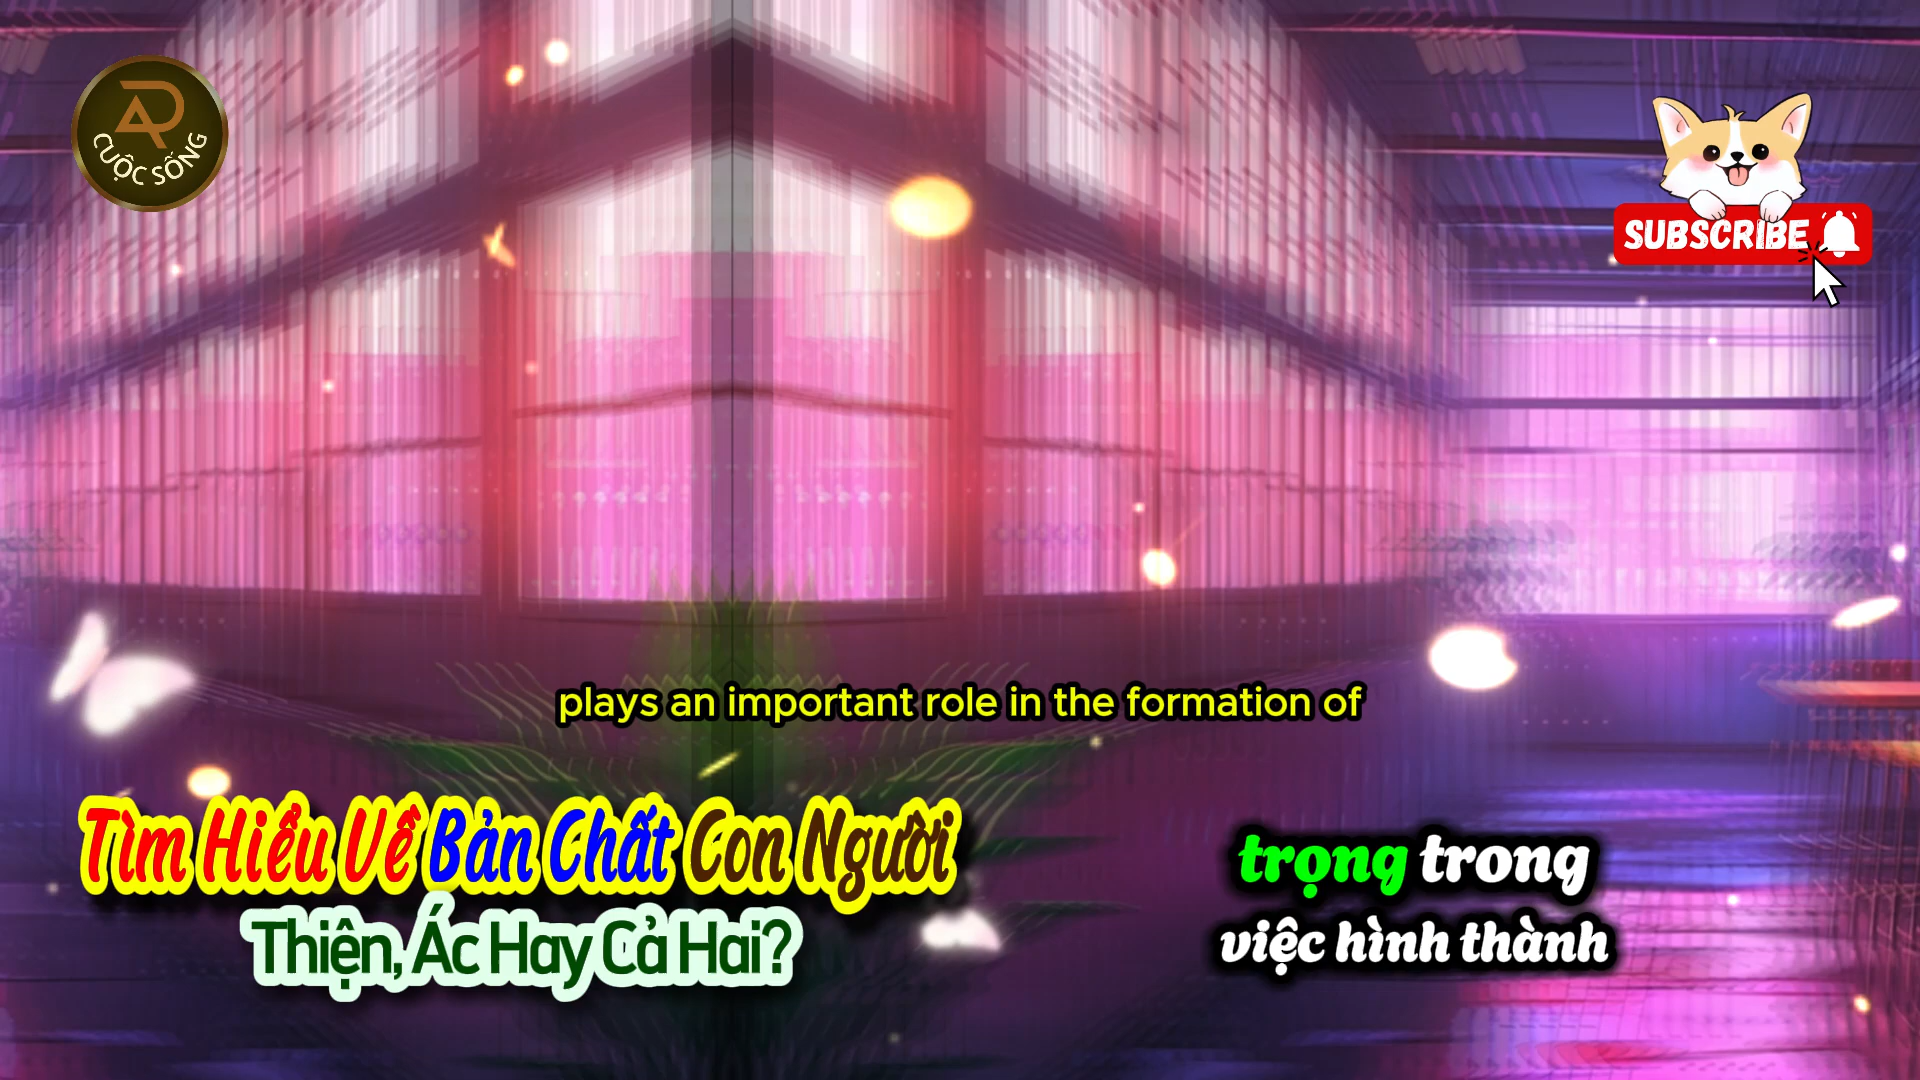 AR
CUỘC SỐNG
SUBSCRIBE
plays an important role in the formation of
Tìm Hiểu Về Bản Chất Con Người
Thiện, Ác Hay Cả Hai?
trọng trong
việc hình thành